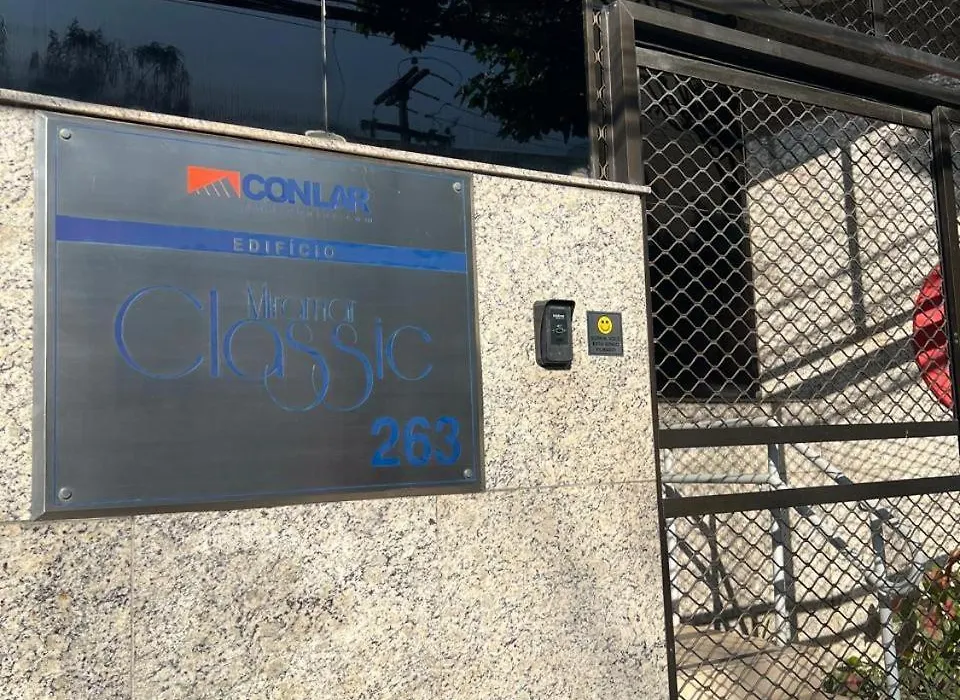 CONLAR
EDIFÍCIO
Miramar
Classic
263